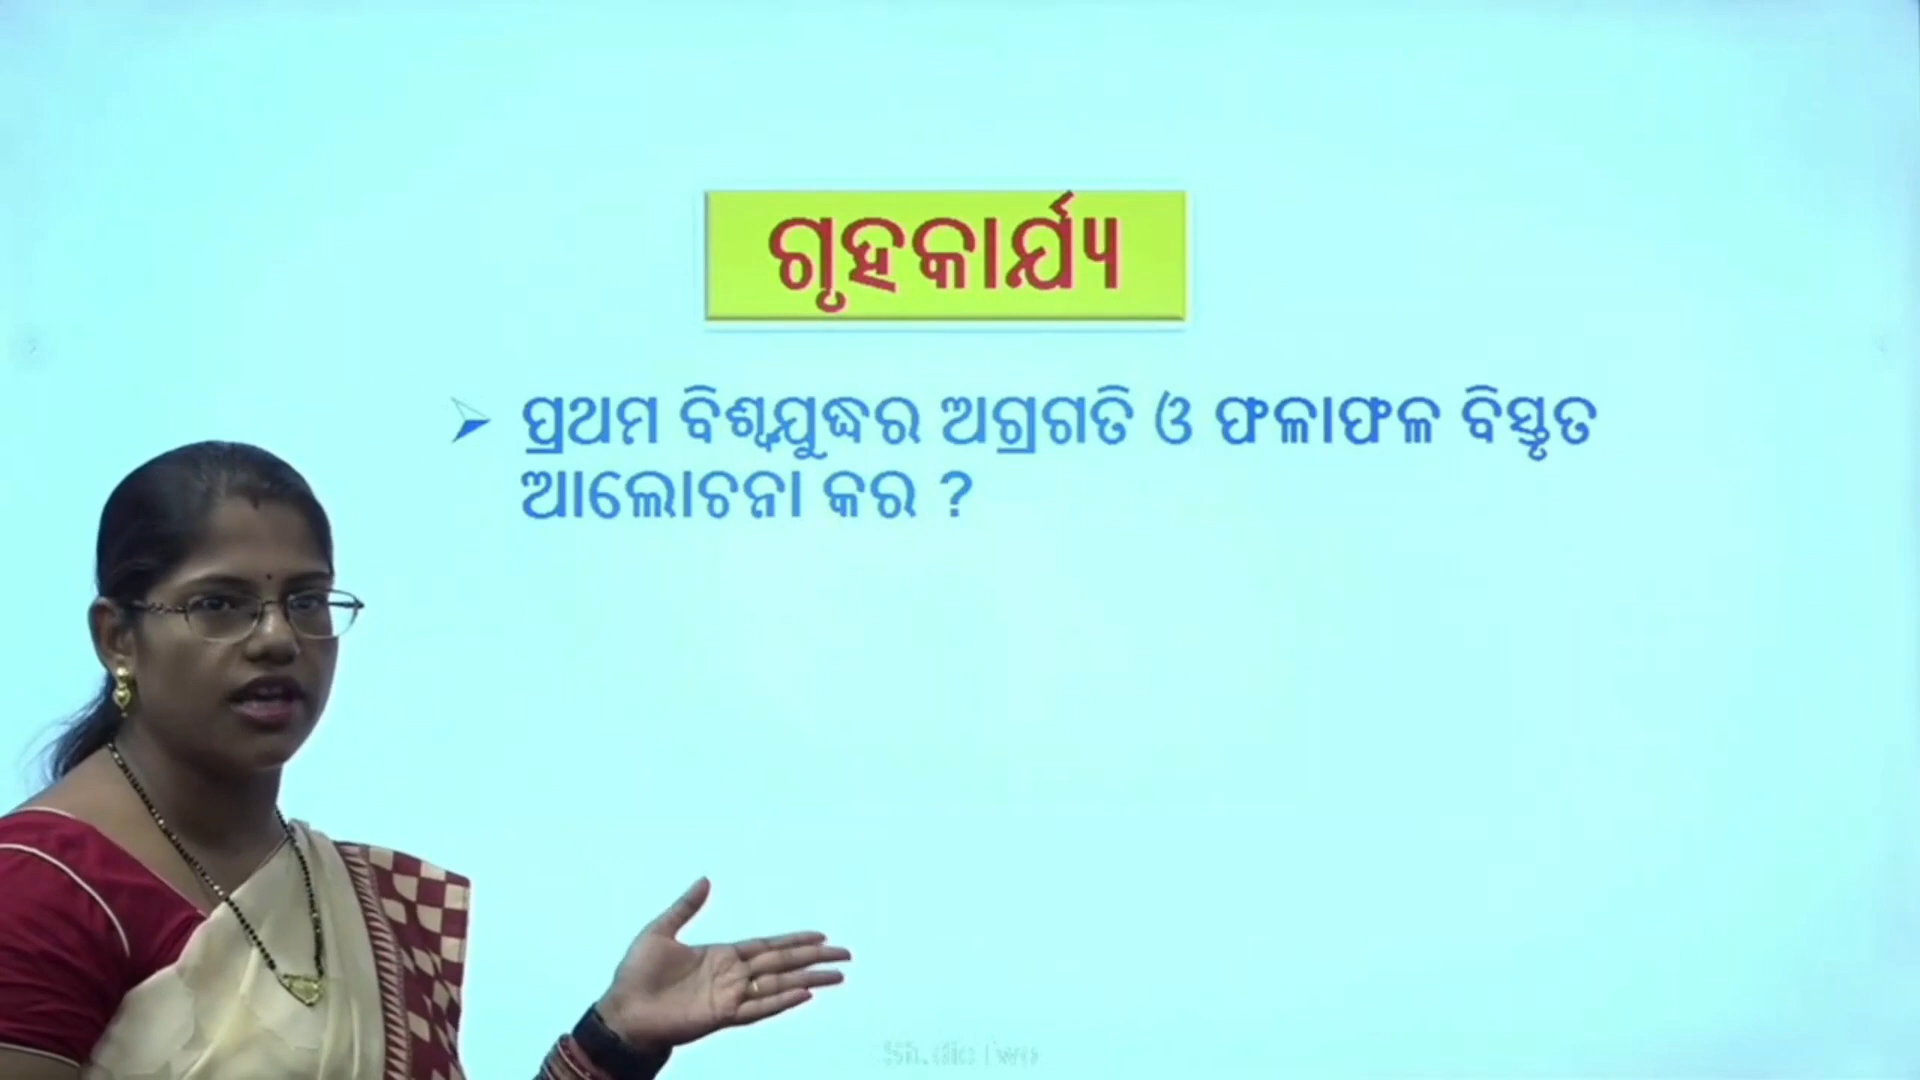 ଗୃହକାର୍ଯ୍ୟ
➢ ପ୍ରଥମ ବିଶ୍ୱଯୁଦ୍ଧର ଅଗ୍ରଗତି ଓ ଫଳାଫଳ ବିସ୍ତୃତ
ଆଲୋଚନା କର ?